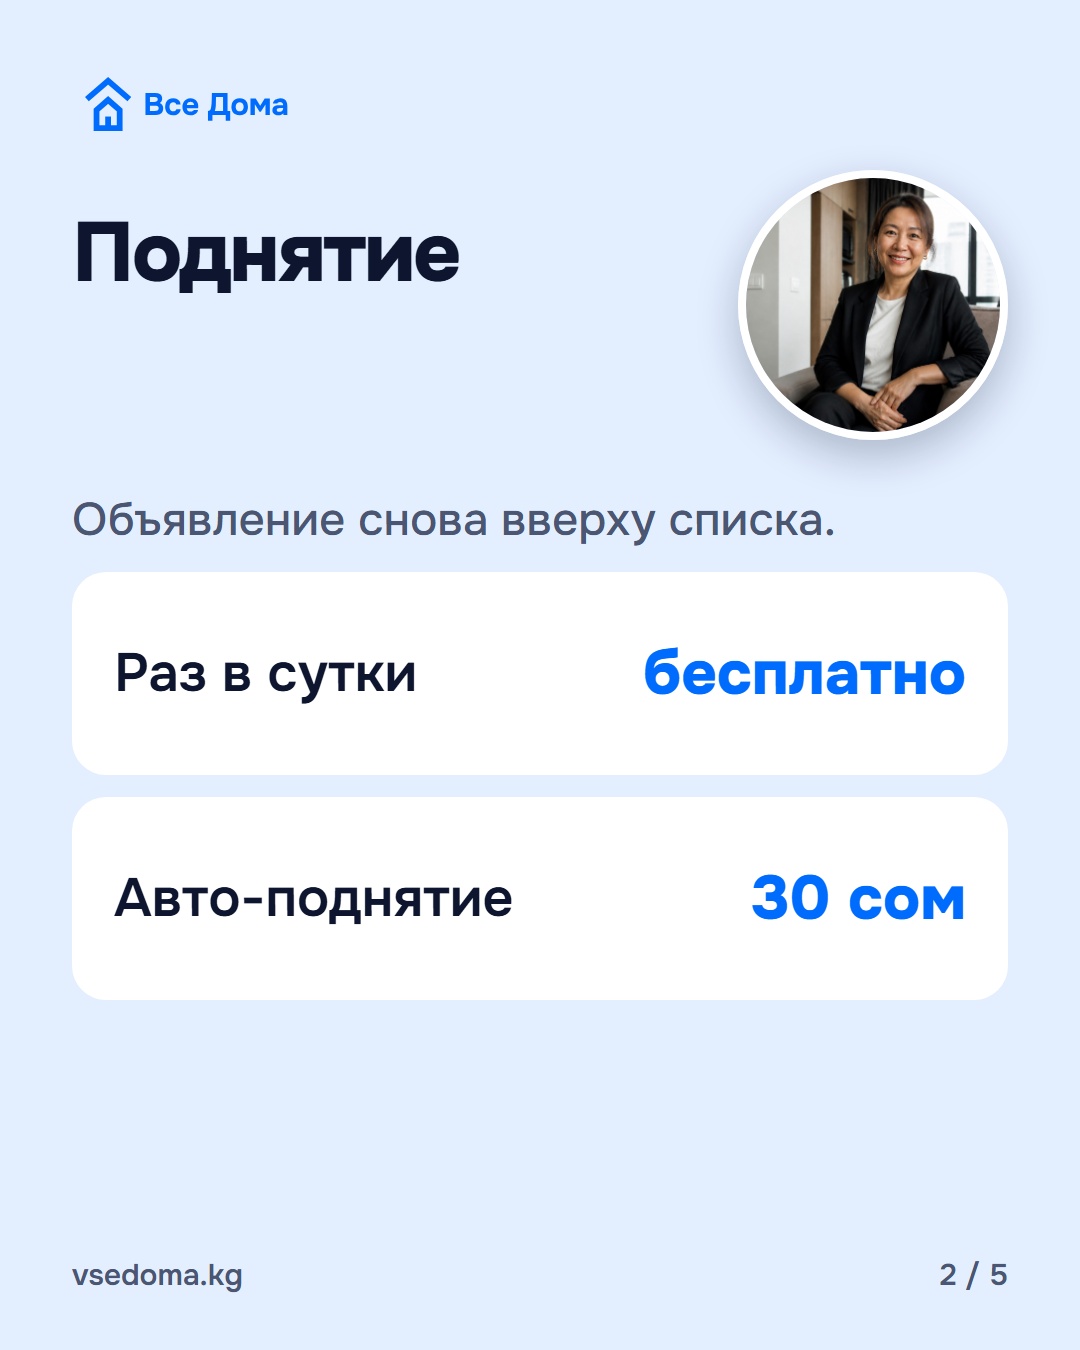 Все Дома
Поднятие
Объявление снова вверху списка.
Раз в сутки
бесплатно
Авто-поднятие
30 сом
vsedoma.kg
2 / 5